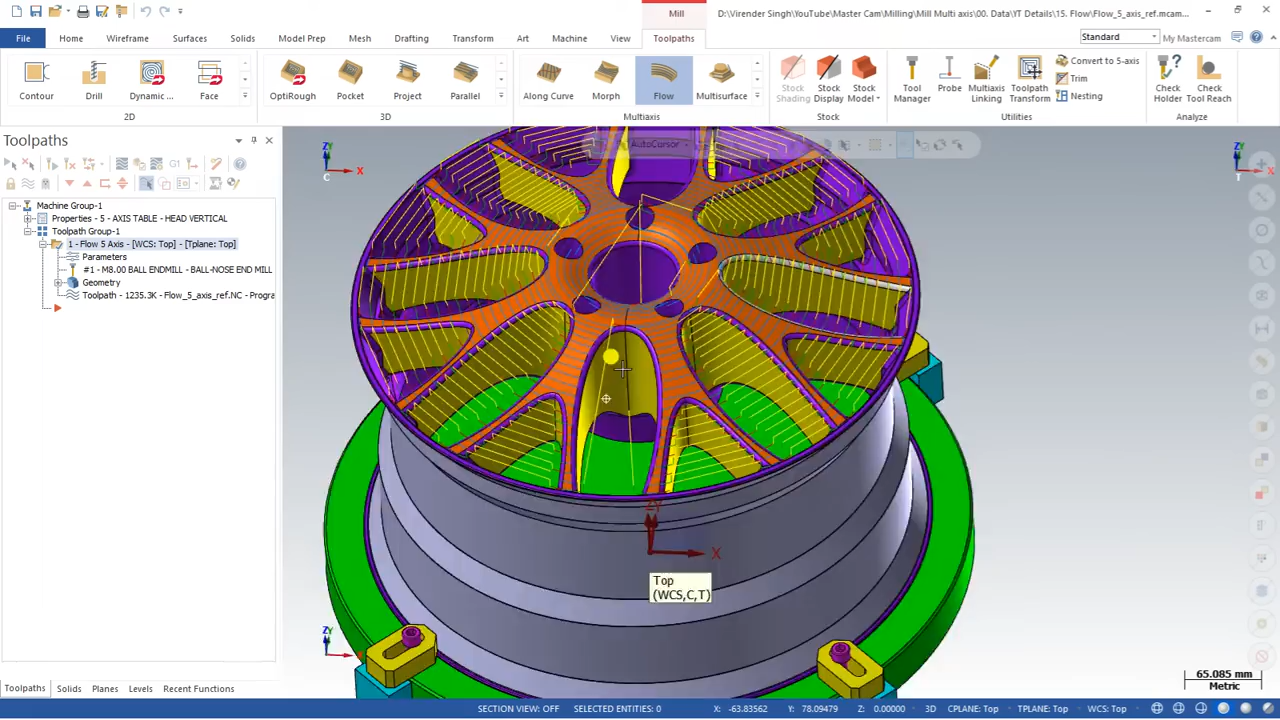 Mill
D:\Virender Singh\YouTube\Master Cam\Milling\Mill Multi axis\00. Data\YT Details\15. Flow\Flow_5_axis_ref.mcam...
File
Home
Wireframe
Surfaces
Solids
Model Prep
Mesh
Drafting
Transform
Art
Machine
View
Toolpaths
Standard
My Mastercam
Contour
Drill
Dynamic ...
Face
OptiRough
Pocket
Project
Parallel
Along Curve
Morph
Flow
Multisurface
Stock Shading
Stock Display
Stock Model
Tool Manager
Probe
Multiaxis Linking
Toolpath Transform
Convert to 5-axis
Trim
Nesting
Check Holder
Check Tool Reach
2D
3D
Multiaxis
Stock
Utilities
Analyze
Toolpaths
AutoCursor
ZY
X
C
ZY
X
T
G1
Machine Group-1
Properties - 5 - AXIS TABLE - HEAD VERTICAL
Toolpath Group-1
1 - Flow 5 Axis - [WCS: Top] - [Tplane: Top]
Parameters
#1 - M8.00 BALL ENDMILL - BALL-NOSE END MILL
Geometry
Toolpath - 1235.3K - Flow_5_axis_ref.NC - Progra
ZY
X
Top
(WCS,C,T)
ZY
65.085 mm
Metric
Toolpaths
Solids
Planes
Levels
Recent Functions
SECTION VIEW: OFF
SELECTED ENTITIES: 0
X: -63.83562
Y: 78.09479
Z: 0.00000
3D
CPLANE: Top
TPLANE: Top
WCS: Top